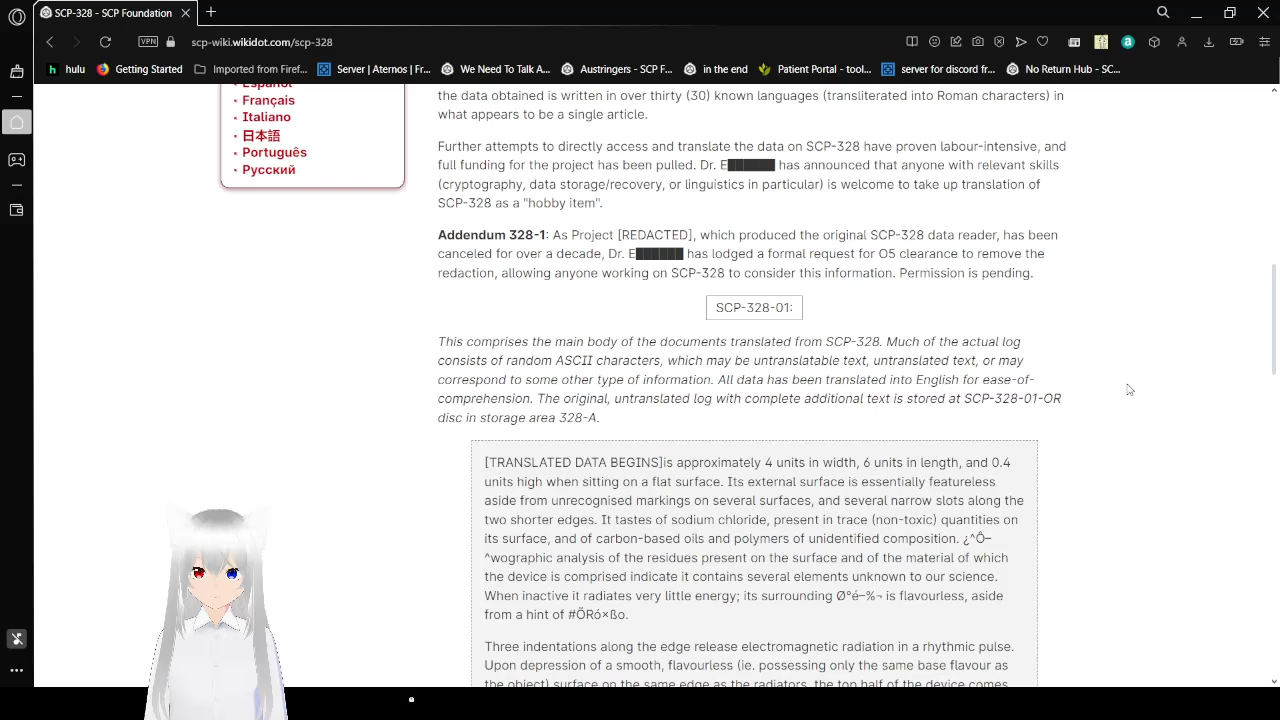 SCP-328 - SCP Foundation
VPN
scp-wiki.wikidot.com/scp-328
hulu
Getting Started
Imported from Firef...
Server | Aternos | Fr...
We Need To Talk A...
Austringers - SCP F...
in the end
Patient Portal - tool...
server for discord fr...
No Return Hub - SC...
Español
Français
Italiano
日本語
Português
Русский
the data obtained is written in over thirty (30) known languages (transliterated into Roman characters) in
what appears to be a single article.
Further attempts to directly access and translate the data on SCP-328 have proven labour-intensive, and
full funding for the project has been pulled. Dr. E██████ has announced that anyone with relevant skills
(cryptography, data storage/recovery, or linguistics in particular) is welcome to take up translation of
SCP-328 as a "hobby item".
Addendum 328-1: As Project [REDACTED], which produced the original SCP-328 data reader, has been
canceled for over a decade, Dr. E██████ has lodged a formal request for O5 clearance to remove the
redaction, allowing anyone working on SCP-328 to consider this information. Permission is pending.
SCP-328-01:
This comprises the main body of the documents translated from SCP-328. Much of the actual log
consists of random ASCII characters, which may be untranslatable text, untranslated text, or may
correspond to some other type of information. All data has been translated into English for ease-of-
comprehension. The original, untranslated log with complete additional text is stored at SCP-328-01-OR
disc in storage area 328-A.
[TRANSLATED DATA BEGINS]is approximately 4 units in width, 6 units in length, and 0.4
units high when sitting on a flat surface. Its external surface is essentially featureless
aside from unrecognised markings on several surfaces, and several narrow slots along the
two shorter edges. It tastes of sodium chloride, present in trace (non-toxic) quantities on
its surface, and of carbon-based oils and polymers of unidentified composition. ¿^Ô–
^wographic analysis of the residues present on the surface and of the material of which
the device is comprised indicate it contains several elements unknown to our science.
When inactive it radiates very little energy; its surrounding Ø°é–%¬ is flavourless, aside
from a hint of #ÕRó×ßo.
Three indentations along the edge release electromagnetic radiation in a rhythmic pulse.
Upon depression of a smooth, flavourless (ie. possessing only the same base flavour as
the object) surface on the same edge as the radiators, the top half of the device comes